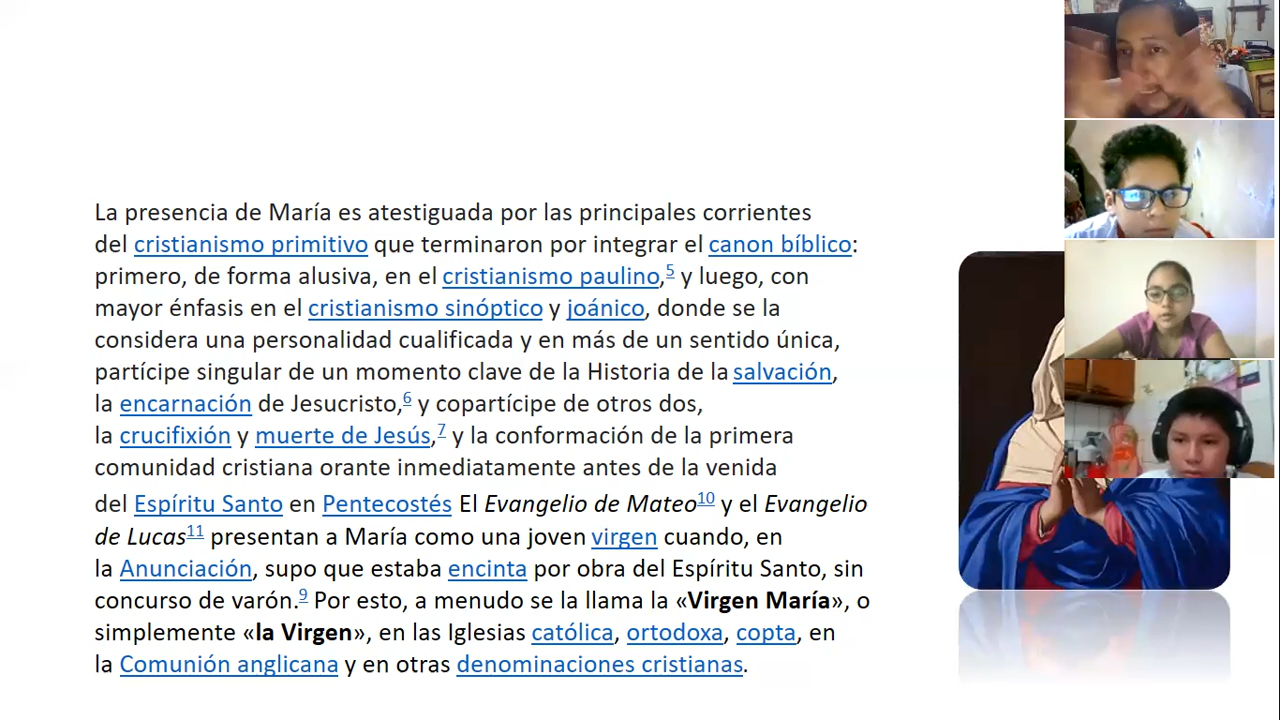 La presencia de María es atestiguada por las principales corrientes
del cristianismo primitivo que terminaron por integrar el canon bíblico:
primero, de forma alusiva, en el cristianismo paulino,5 y luego, con
mayor énfasis en el cristianismo sinóptico y joánico, donde se la
considera una personalidad cualificada y en más de un sentido única,
partícipe singular de un momento clave de la Historia de la salvación,
la encarnación de Jesucristo,6 y copartícipe de otros dos,
la crucifixión y muerte de Jesús,7 y la conformación de la primera
comunidad cristiana orante inmediatamente antes de la venida
del Espíritu Santo en Pentecostés El Evangelio de Mateo10 y el Evangelio
de Lucas11 presentan a María como una joven virgen cuando, en
la Anunciación, supo que estaba encinta por obra del Espíritu Santo, sin
concurso de varón.9 Por esto, a menudo se la llama la «Virgen María», o
simplemente «la Virgen», en las Iglesias católica, ortodoxa, copta, en
la Comunión anglicana y en otras denominaciones cristianas.